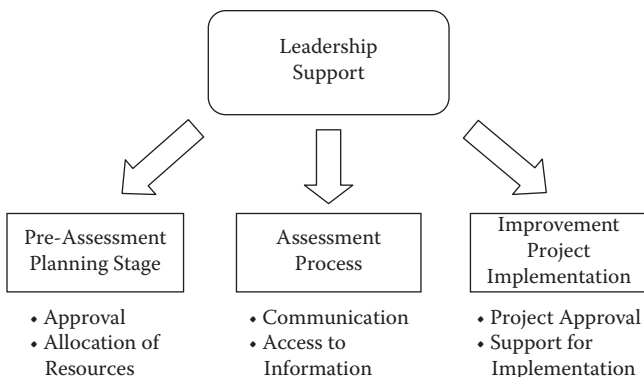 Leadership
Support
Pre-Assessment
Planning Stage
• Approval
• Allocation of
Resources
Assessment
Process
• Communication
• Access to
Information
Improvement
Project
Implementation
• Project Approval
• Support for
Implementation